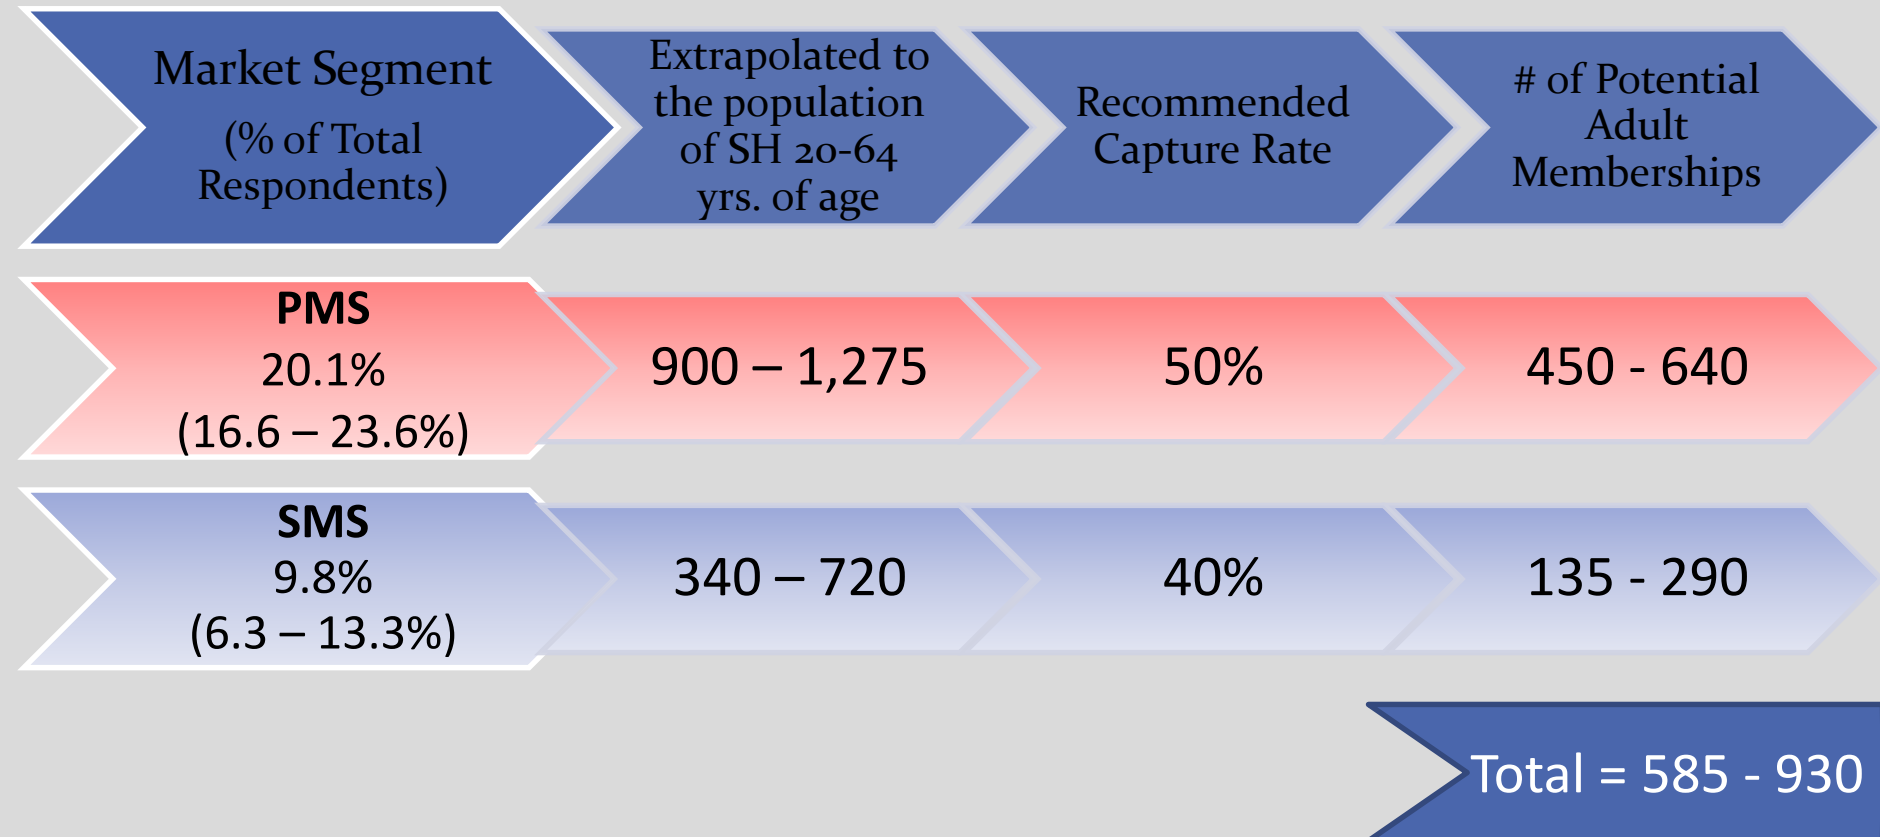 Market Segment
(% of Total
Respondents)
Extrapolated to
the population
of SH 20-64
yrs. of age
Recommended
Capture Rate
# of Potential
Adult
Memberships
PMS
20.1%
(16.6 – 23.6%)
900 – 1,275
50%
450 - 640
SMS
9.8%
(6.3 – 13.3%)
340 – 720
40%
135 - 290
Total = 585 - 930